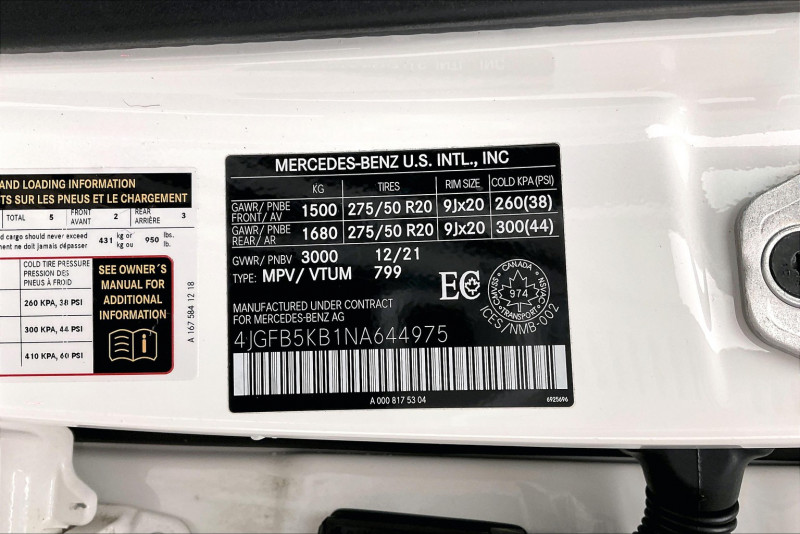 AND LOADING INFORMATION
TS SUR LES PNEUS ET LE CHARGEMENT
TOTAL 5 FRONT AVANT 2 REAR ARRIÈRE 3
d cargo should never exceed
ment ne doit jamais dépasser
431 kg or kg ou 950 lbs. lb.
COLD TIRE PRESSURE
PRESSION DES
PNEUS À FROID
260 KPA, 38 PSI
300 KPA, 44 PSI
410 KPA, 60 PSI
SEE OWNER'S
MANUAL FOR
ADDITIONAL
INFORMATION
A 167 584 12 18
MERCEDES-BENZ U.S. INTL., INC
KG TIRES RIM SIZE COLD KPA(PSI)
GAWR/ PNBE FRONT/ AV 1500 275/50 R20 9Jx20 260(38)
GAWR/ PNBE REAR/ AR 1680 275/50 R20 9Jx20 300(44)
GVWR/ PNBV 3000 12/21
TYPE: MPV/ VTUM 799
EC
CANADA
974
TRANSPORT
CMVSS
NSVAC
ICES/NMB-002
MANUFACTURED UNDER CONTRACT
FOR MERCEDES-BENZ AG
4JGFB5KB1NA644975
A 000 817 53 04
6925696